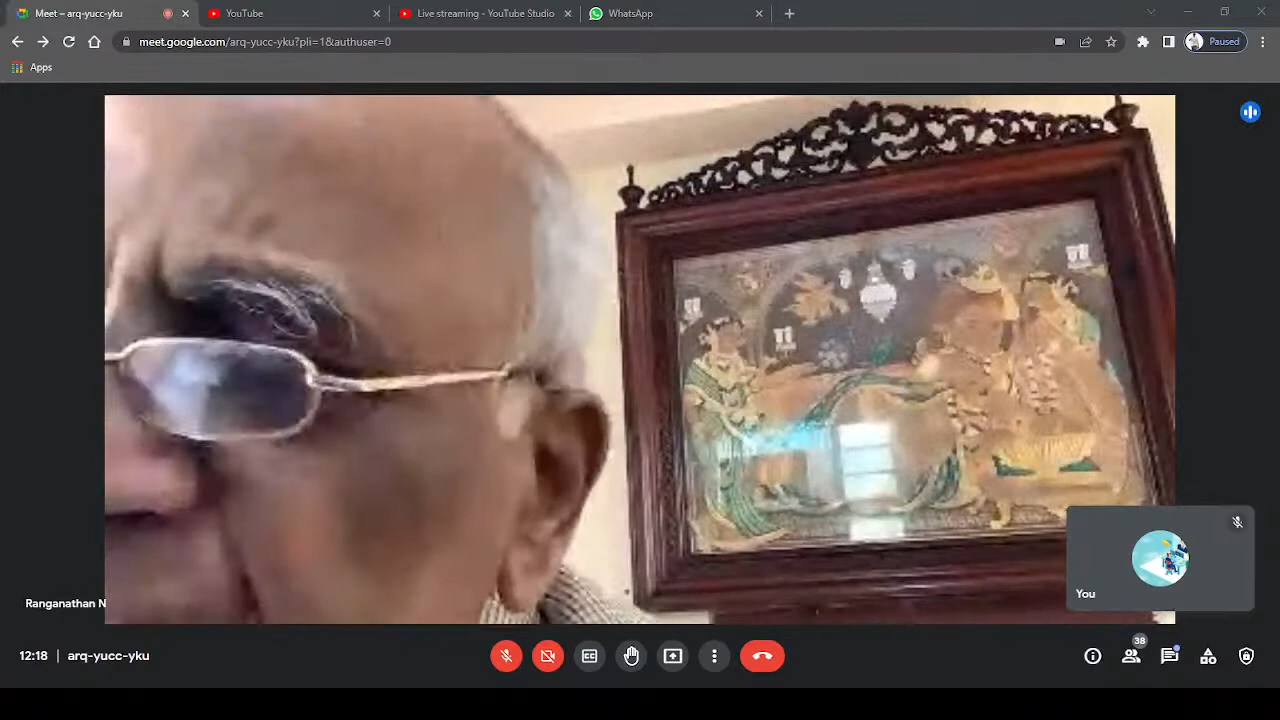 Meet – arq-yucc-yku
YouTube
Live streaming - YouTube Studio
WhatsApp
meet.google.com/arq-yucc-yku?pli=1&authuser=0
Paused
Apps
Ranganathan N
You
12:18 | arq-yucc-yku
38